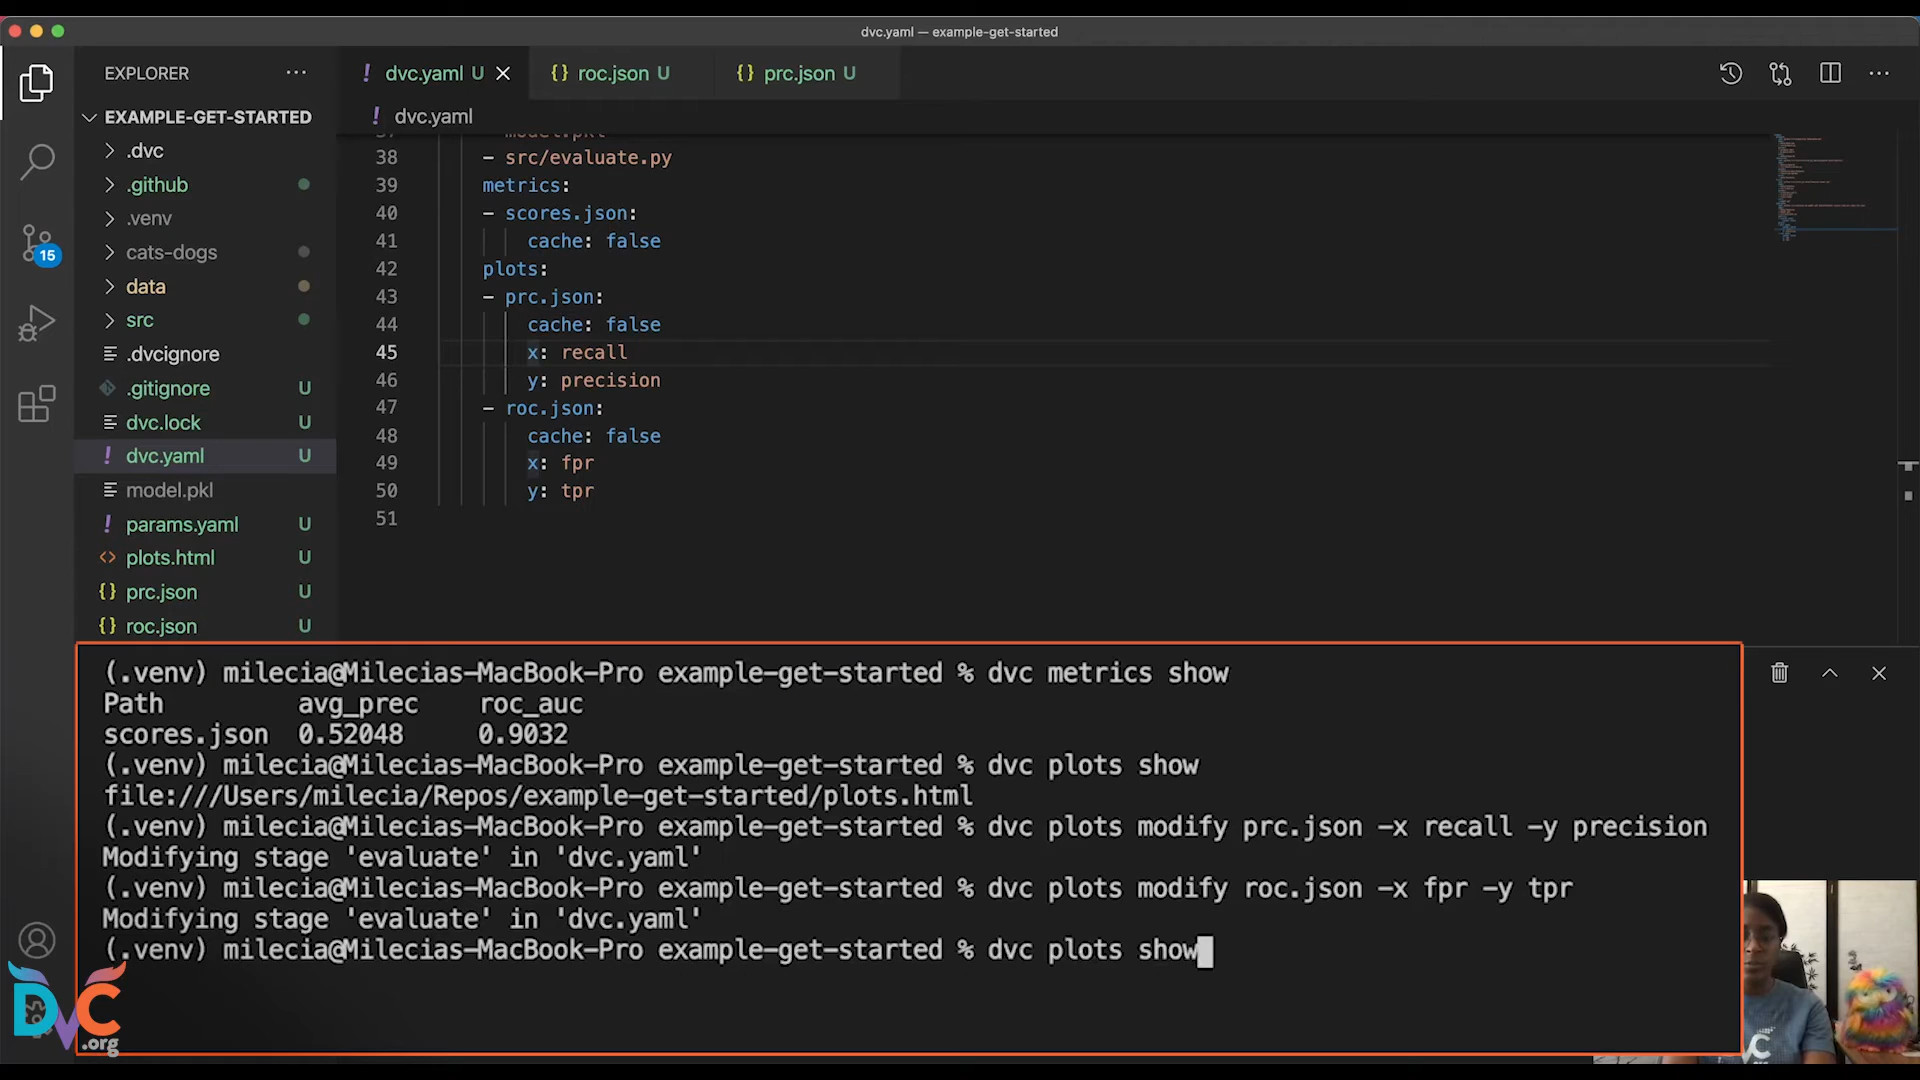 dvc.yaml — example-get-started
EXPLORER
dvc.yaml U
{} roc.json U
{} prc.json U
EXAMPLE-GET-STARTED
! dvc.yaml
.dvc
.github
.venv
cats-dogs
data
src
.dvcignore
.gitignore U
dvc.lock U
! dvc.yaml U
model.pkl
! params.yaml U
<> plots.html U
{} prc.json U
{} roc.json U
15
37 model.pkl
38 - src/evaluate.py
39 metrics:
40 - scores.json:
41 cache: false
42 plots:
43 - prc.json:
44 cache: false
45 x: recall
46 y: precision
47 - roc.json:
48 cache: false
49 x: fpr
50 y: tpr
51
(.venv) milecia@Milecias-MacBook-Pro example-get-started % dvc metrics show
Path avg_prec roc_auc
scores.json 0.52048 0.9032
(.venv) milecia@Milecias-MacBook-Pro example-get-started % dvc plots show
file:///Users/milecia/Repos/example-get-started/plots.html
(.venv) milecia@Milecias-MacBook-Pro example-get-started % dvc plots modify prc.json -x recall -y precision
Modifying stage 'evaluate' in 'dvc.yaml'
(.venv) milecia@Milecias-MacBook-Pro example-get-started % dvc plots modify roc.json -x fpr -y tpr
Modifying stage 'evaluate' in 'dvc.yaml'
(.venv) milecia@Milecias-MacBook-Pro example-get-started % dvc plots show
DVC
.org